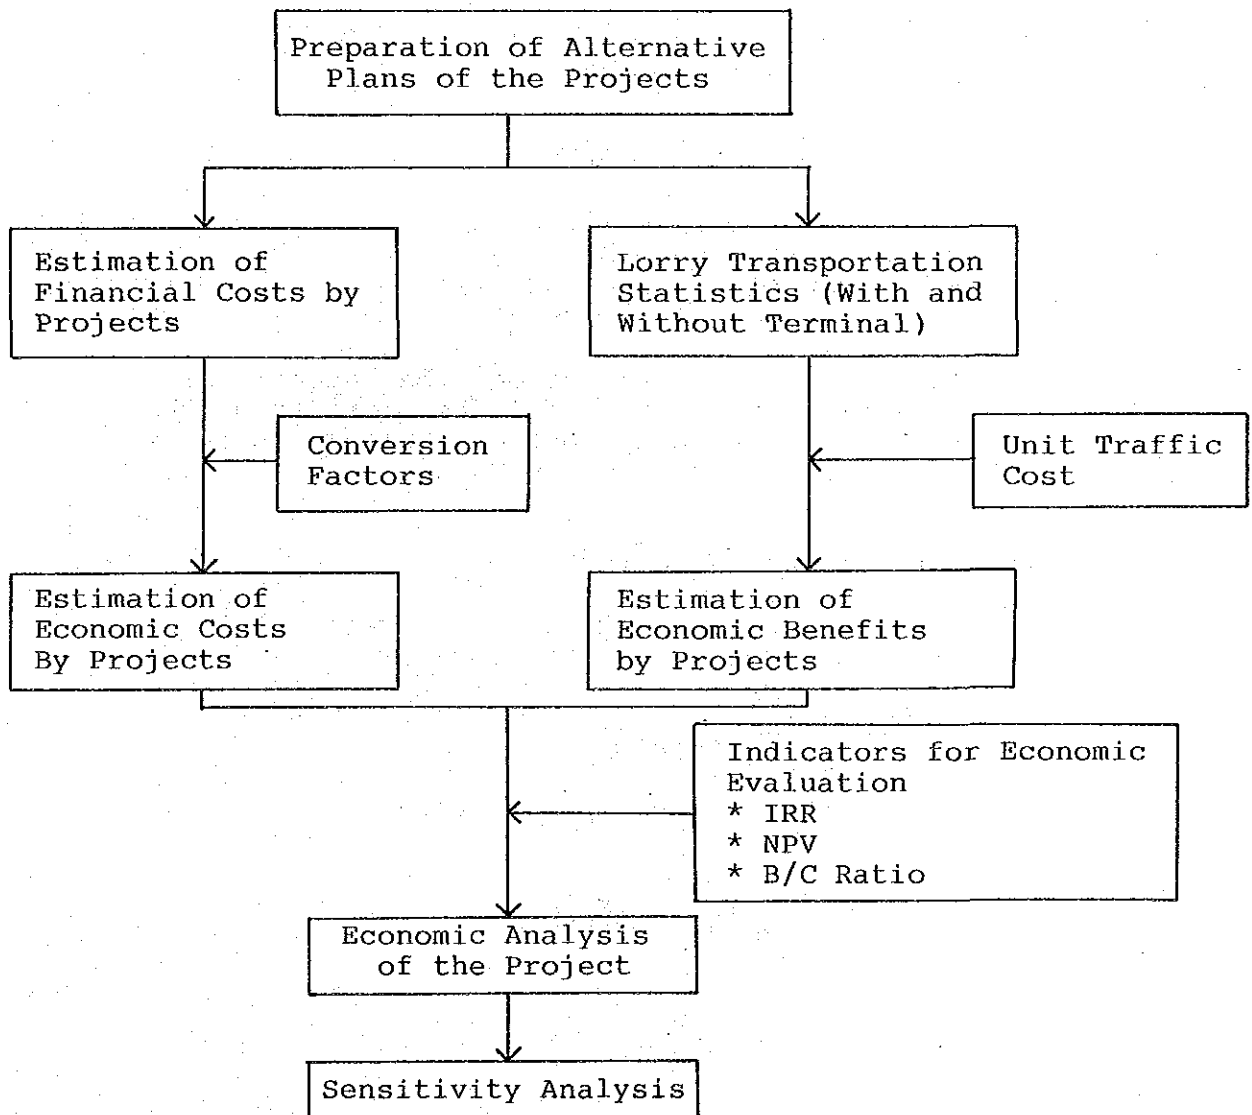 Preparation of Alternative
Plans of the Projects
Estimation of
Financial Costs by
Projects
Lorry Transportation
Statistics (With and
Without Terminal)
Conversion
Factors
Unit Traffic
Cost
Estimation of
Economic Costs
By Projects
Estimation of
Economic Benefits
by Projects
Indicators for Economic
Evaluation
* IRR
* NPV
* B/C Ratio
Economic Analysis
of the Project
Sensitivity Analysis